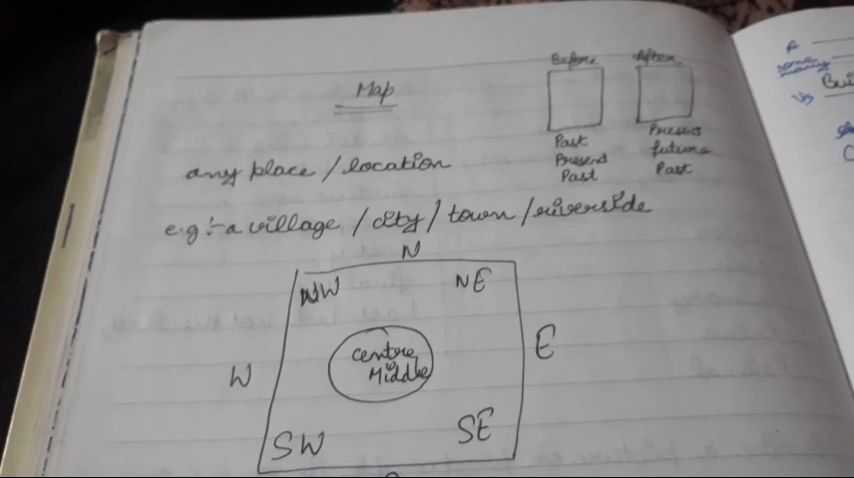 Before After
Map
Past
Present
Past
Present
future
Past
any place / location
e.g :- a village / city / town / riverside
N
NW NE
W
centre
Middle
E
SW SE